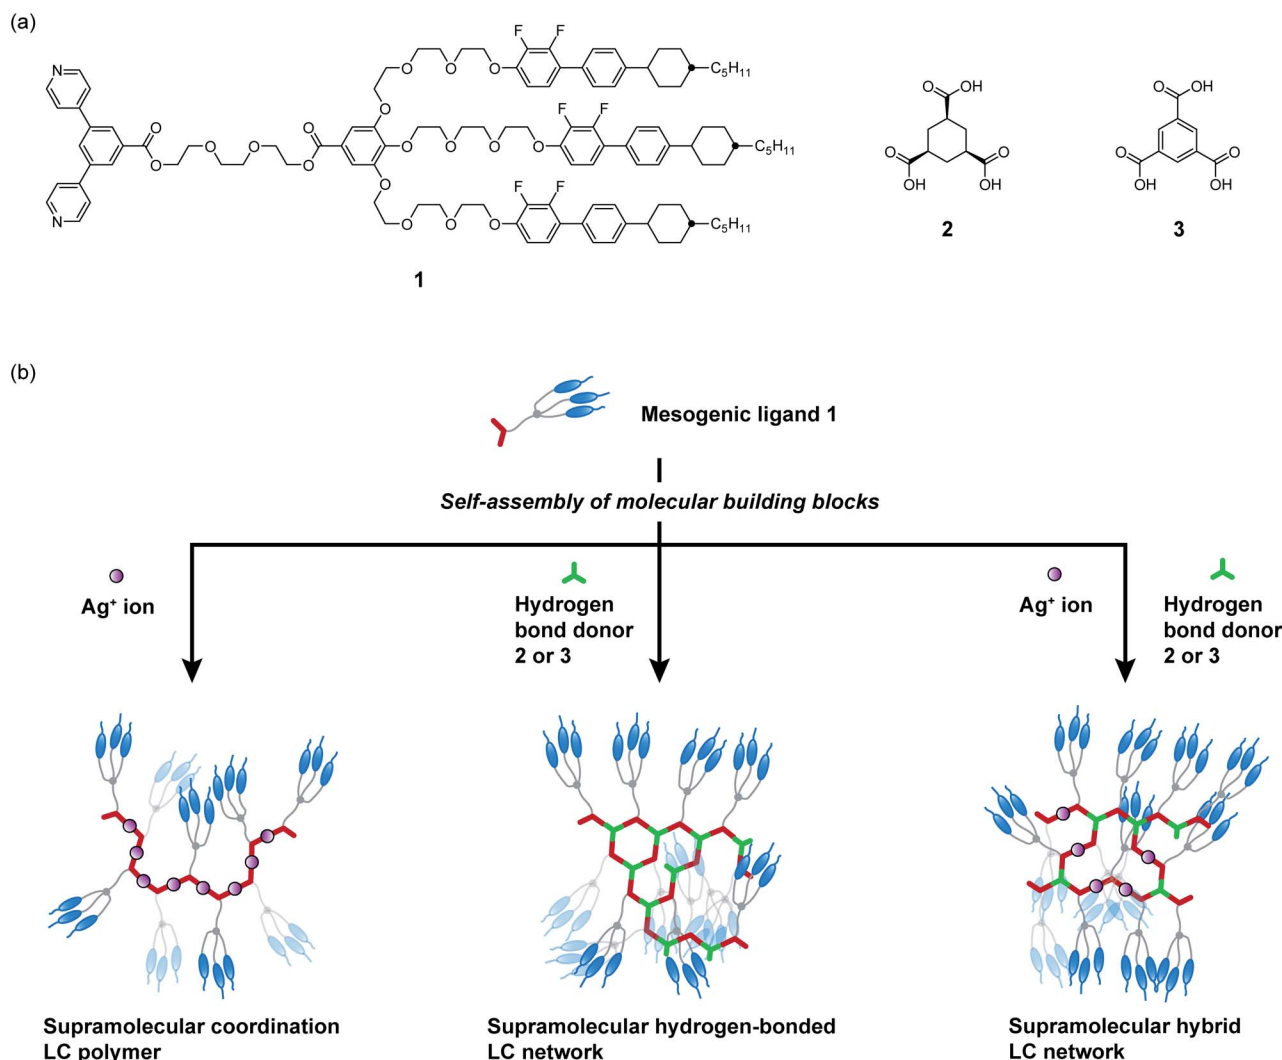 (a)
F F
O O O O C₅H₁₁
N O
O O O O O F F
O O O O O O O O C₅H₁₁
O F F
N O O O O C₅H₁₁
1
O OH
O O
OH OH
2
O OH
O O
OH OH
3
(b)
Mesogenic ligand 1
Self-assembly of molecular building blocks
Ag⁺ ion
Hydrogen
bond donor
2 or 3
Ag⁺ ion
Hydrogen
bond donor
2 or 3
Supramolecular coordination
LC polymer
Supramolecular hydrogen-bonded
LC network
Supramolecular hybrid
LC network